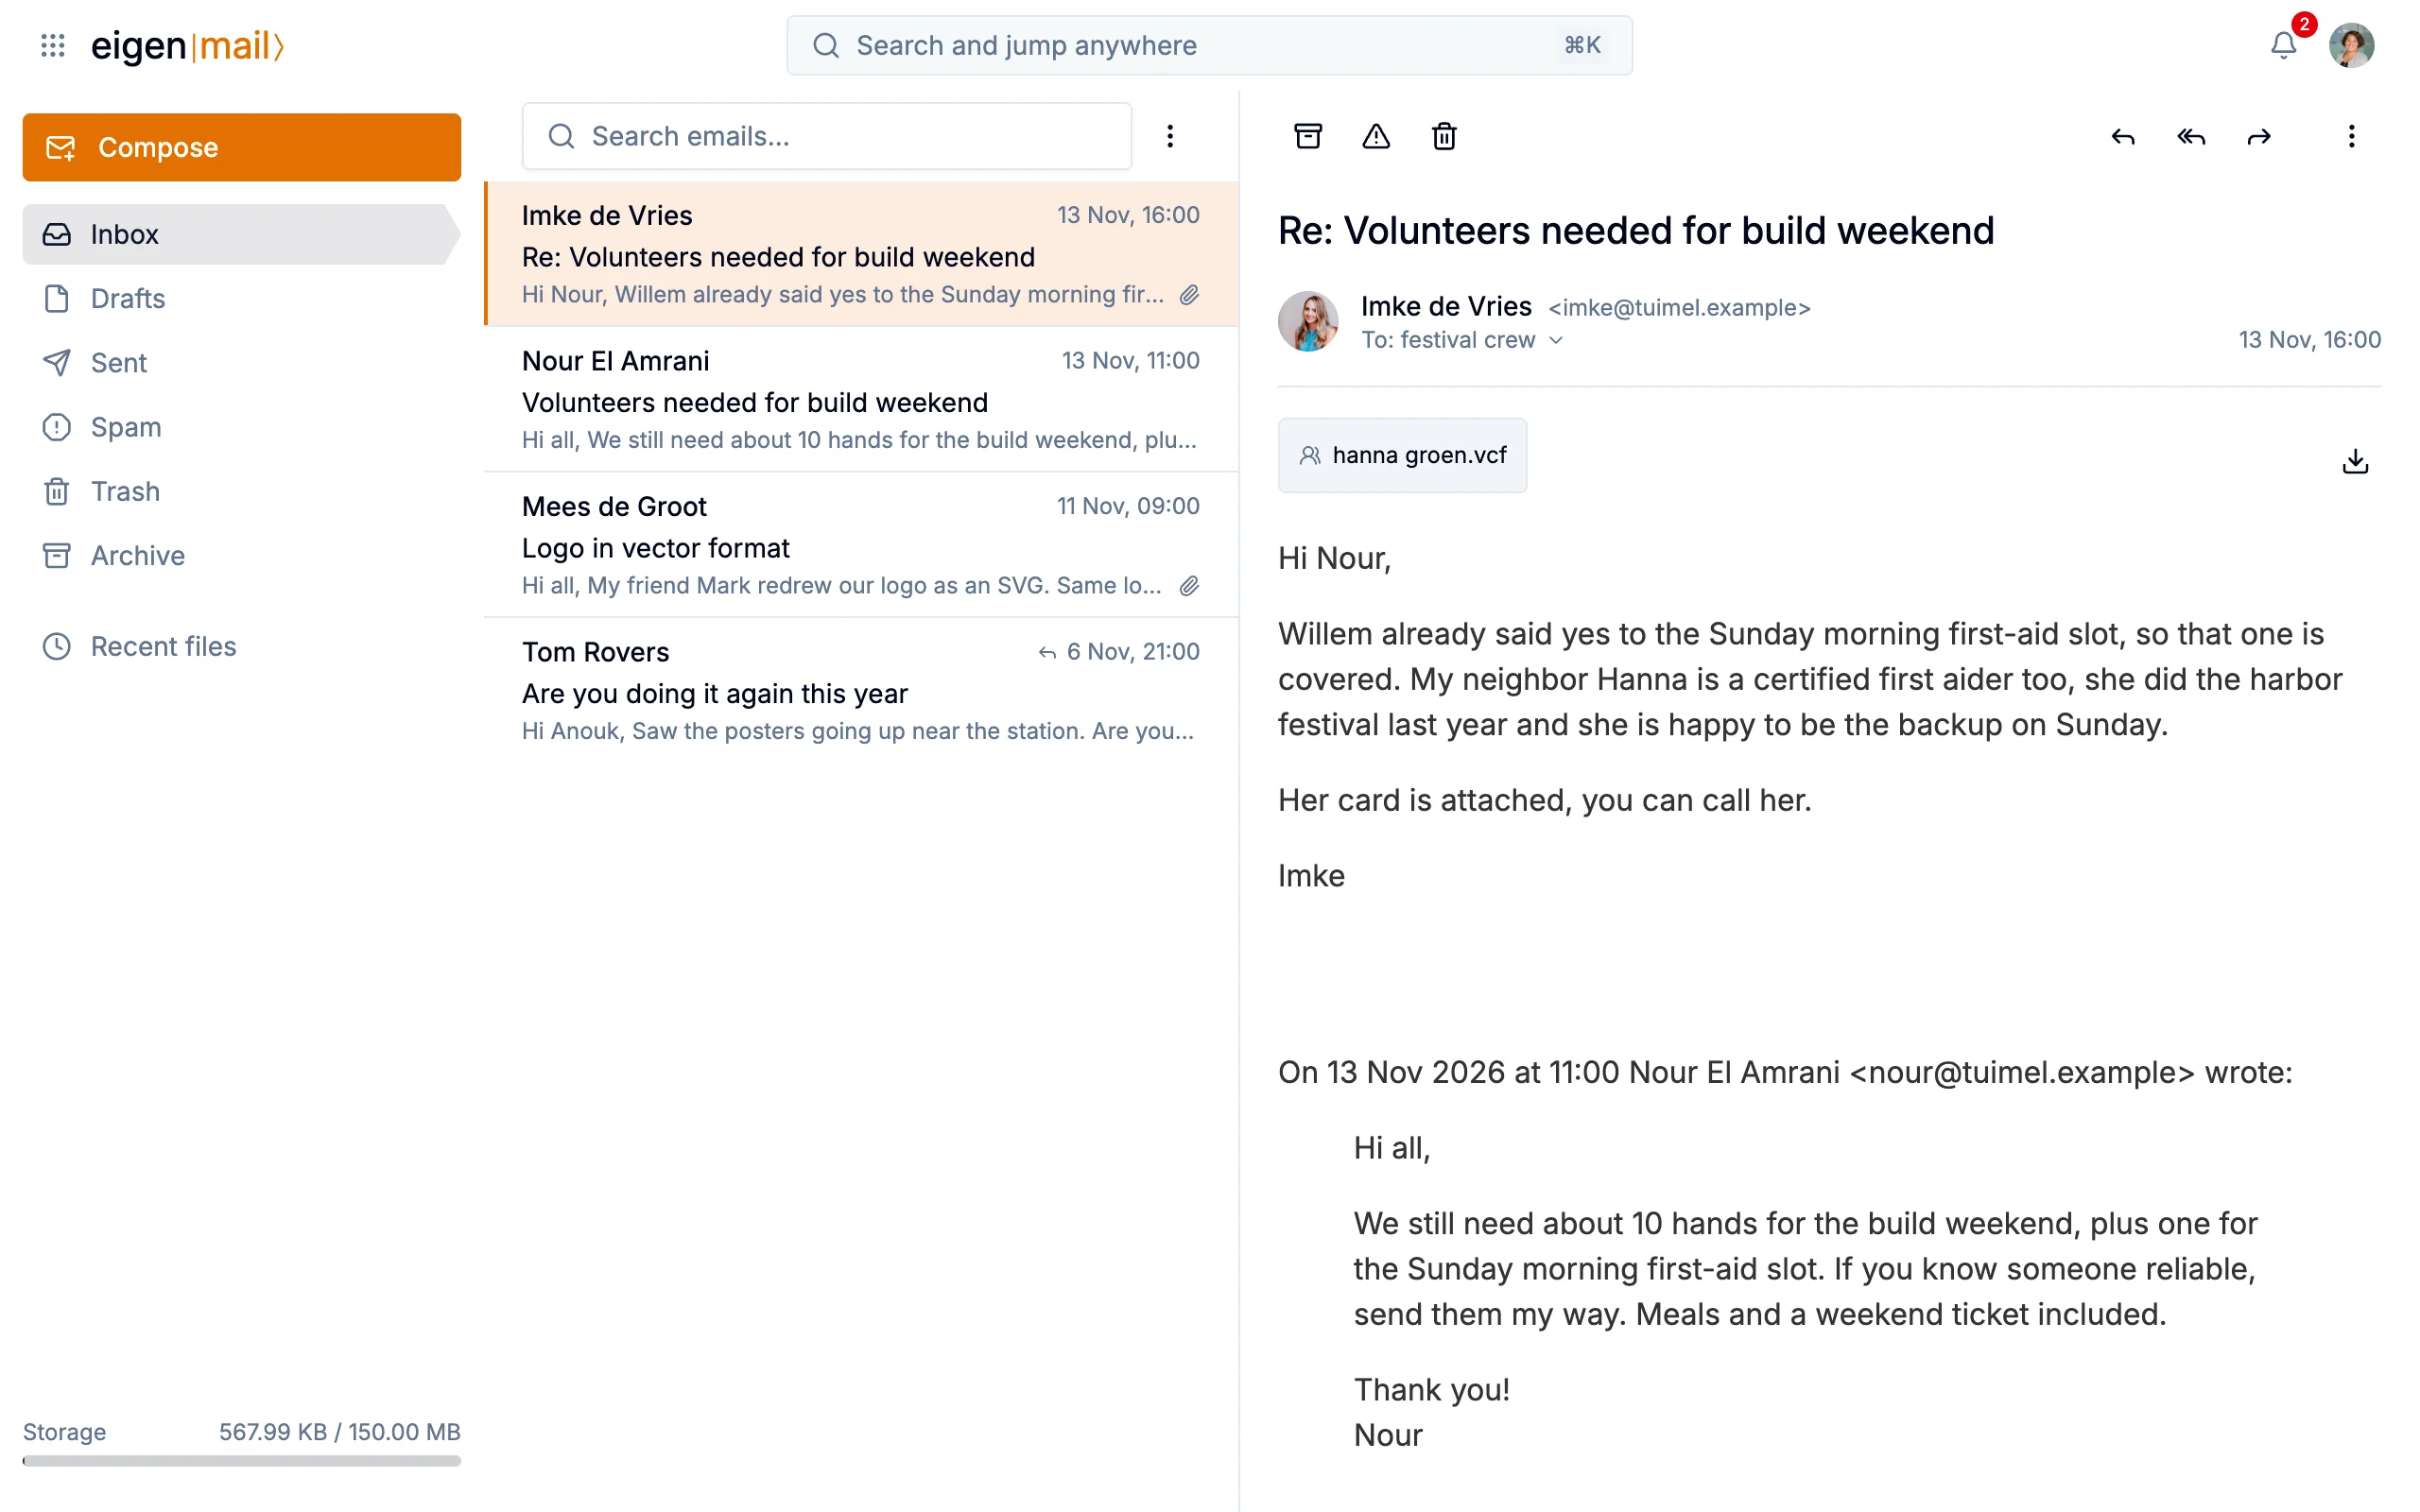 eigen|mail⟩
Search and jump anywhere
⌘K
2
Compose
Inbox
Drafts
Sent
Spam
Trash
Archive
Recent files
Storage
567.99 KB / 150.00 MB
Search emails...
Imke de Vries
13 Nov, 16:00
Re: Volunteers needed for build weekend
Hi Nour, Willem already said yes to the Sunday morning fir...
Nour El Amrani
13 Nov, 11:00
Volunteers needed for build weekend
Hi all, We still need about 10 hands for the build weekend, plu...
Mees de Groot
11 Nov, 09:00
Logo in vector format
Hi all, My friend Mark redrew our logo as an SVG. Same lo...
Tom Rovers
6 Nov, 21:00
Are you doing it again this year
Hi Anouk, Saw the posters going up near the station. Are you...
Re: Volunteers needed for build weekend
Imke de Vries <imke@tuimel.example>
To: festival crew
13 Nov, 16:00
hanna groen.vcf
Hi Nour,
Willem already said yes to the Sunday morning first-aid slot, so that one is
covered. My neighbor Hanna is a certified first aider too, she did the harbor
festival last year and she is happy to be the backup on Sunday.
Her card is attached, you can call her.
Imke
On 13 Nov 2026 at 11:00 Nour El Amrani <nour@tuimel.example> wrote:
Hi all,
We still need about 10 hands for the build weekend, plus one for
the Sunday morning first-aid slot. If you know someone reliable,
send them my way. Meals and a weekend ticket included.
Thank you!
Nour